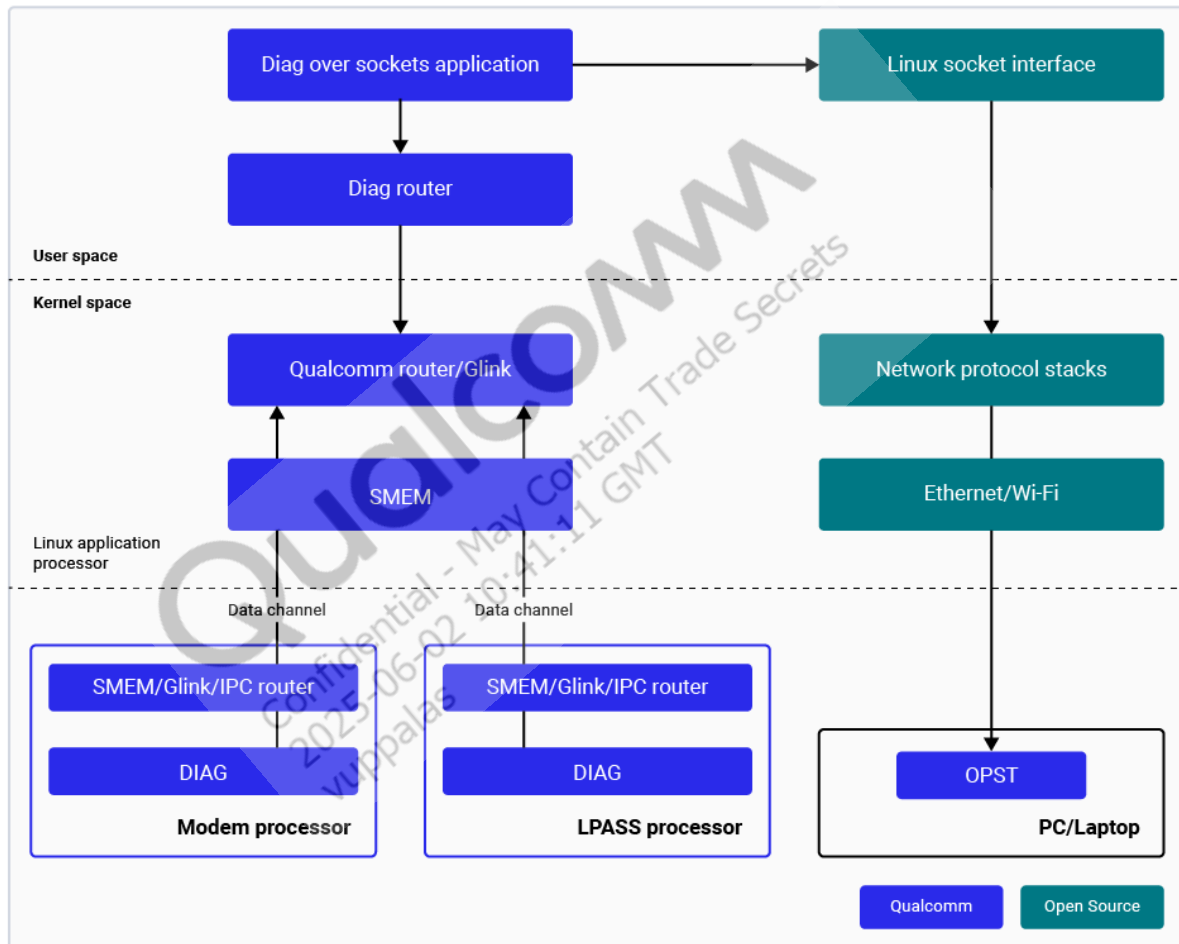 Diag over sockets application
Linux socket interface
Diag router
User space
Kernel space
Qualcomm router/Glink
Network protocol stacks
SMEM
Ethernet/Wi-Fi
Linux application
processor
Data channel
Data channel
SMEM/Glink/IPC router
SMEM/Glink/IPC router
DIAG
DIAG
OPST
Modem processor
LPASS processor
PC/Laptop
Qualcomm
Open Source
Qualcomm
Confidential - May Contain Trade Secrets
2025-06-02 10:41:11 GMT
vuppalas